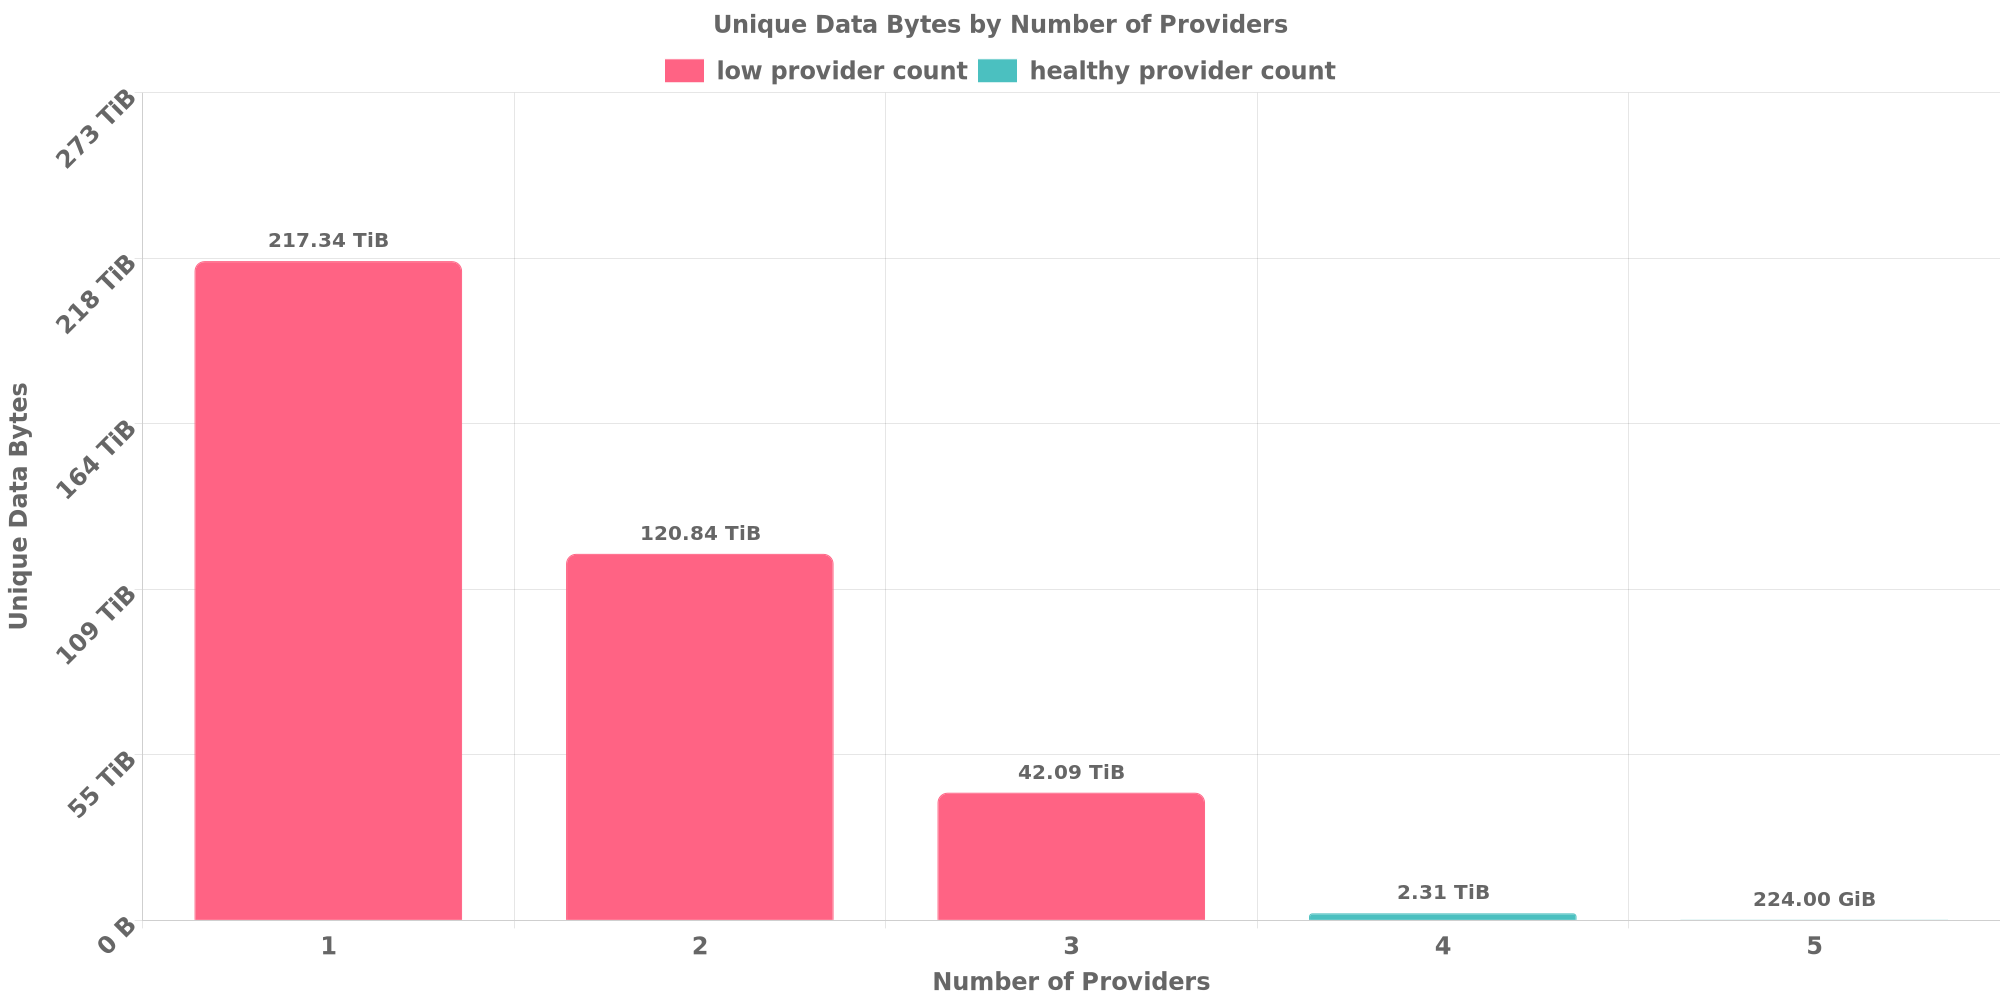 Unique Data Bytes by Number of Providers
low provider count healthy provider count
273 TiB
218 TiB
164 TiB
109 TiB
55 TiB
0 B
Unique Data Bytes
217.34 TiB
120.84 TiB
42.09 TiB
2.31 TiB
224.00 GiB
1 2 3 4 5
Number of Providers